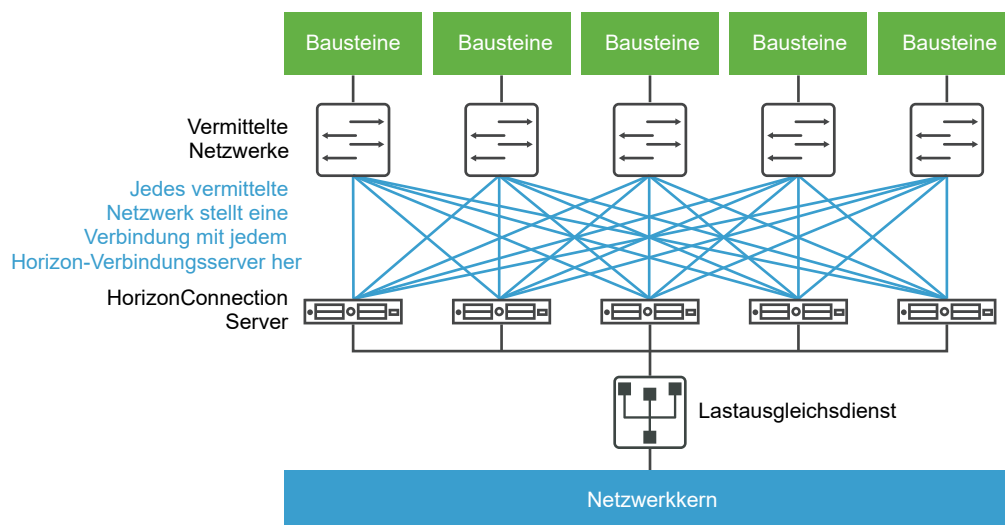 Bausteine Bausteine Bausteine Bausteine Bausteine
Vermittelte
Netzwerke
Jedes vermittelte
Netzwerk stellt eine
Verbindung mit jedem
Horizon-Verbindungsserver her
HorizonConnection
Server
Lastausgleichsdienst
Netzwerkkern